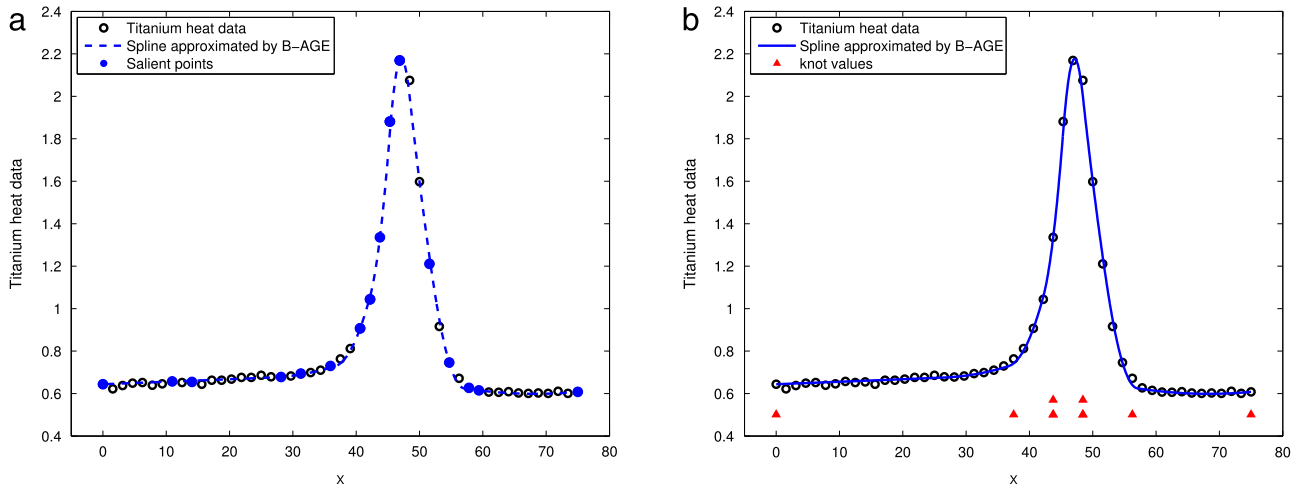 a
Titanium heat data
Spline approximated by B−AGE
Salient points
2.4
2.2
2
1.8
1.6
1.4
1.2
1
0.8
0.6
0.4
Titanium heat data
0 10 20 30 40 50 60 70 80
x
b
Titanium heat data
Spline approximated by B−AGE
knot values
2.4
2.2
2
1.8
1.6
1.4
1.2
1
0.8
0.6
0.4
Titanium heat data
0 10 20 30 40 50 60 70 80
x